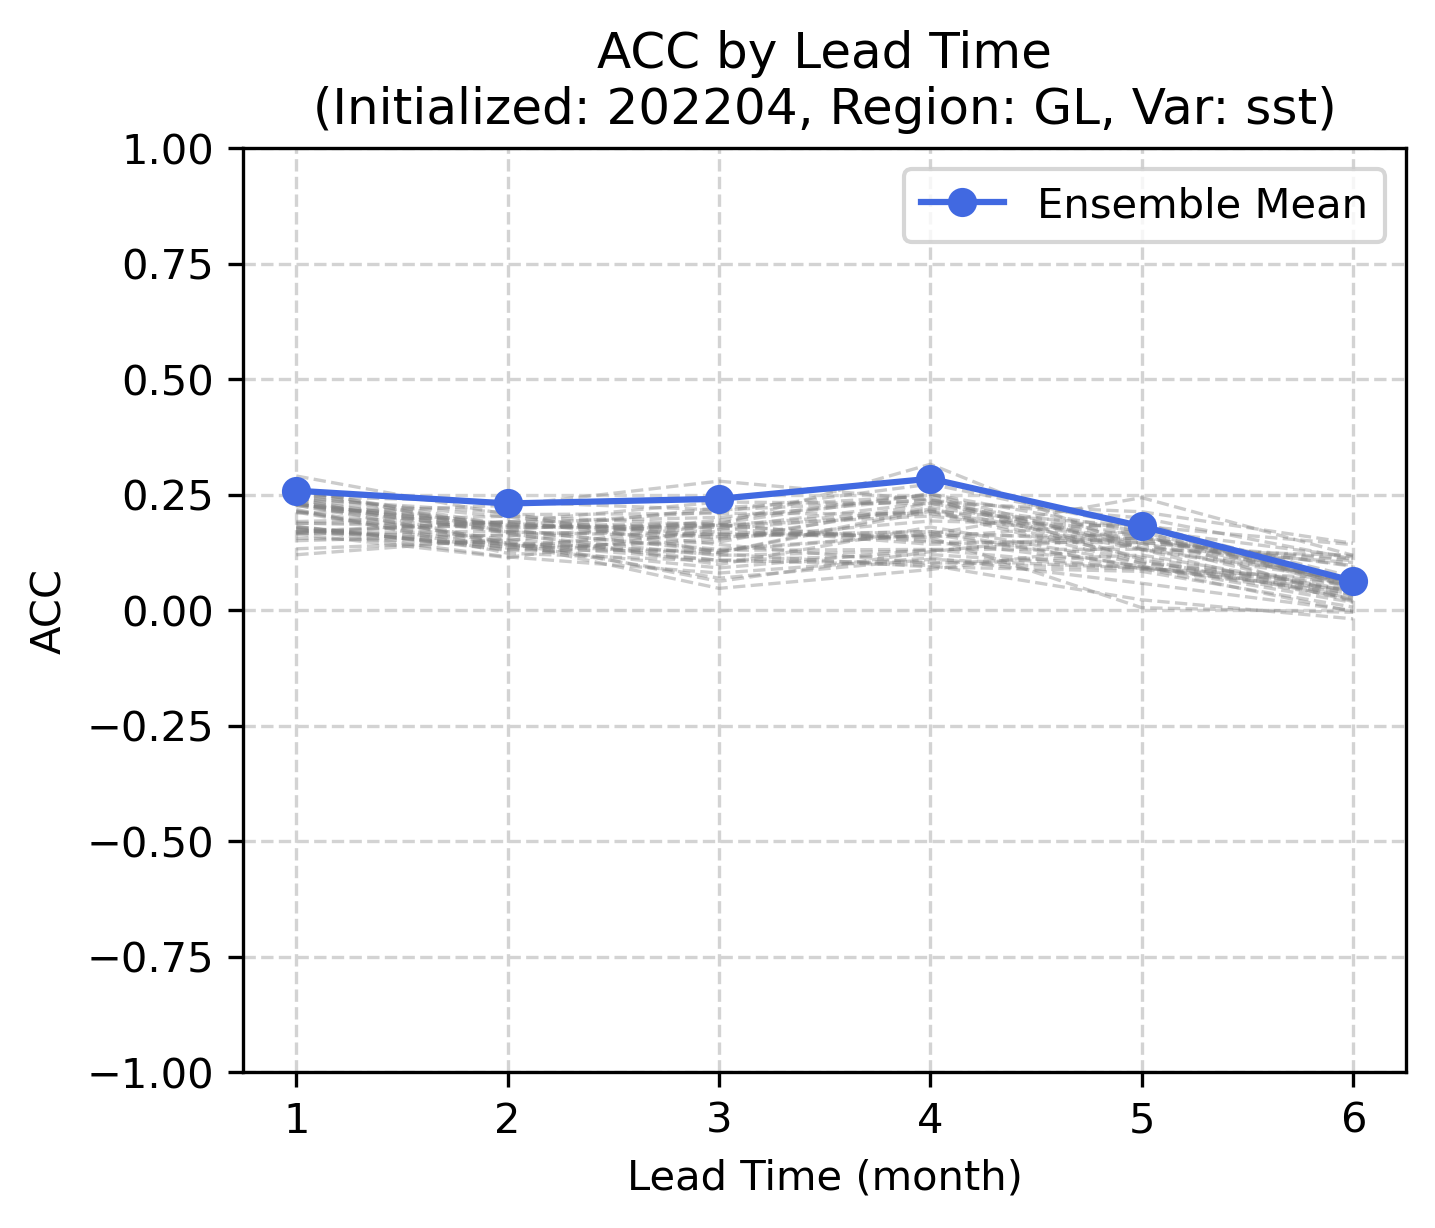 ACC by Lead Time
(Initialized: 202204, Region: GL, Var: sst)
1.00
0.75
0.50
0.25
0.00
−0.25
−0.50
−0.75
−1.00
ACC
Ensemble Mean
1 2 3 4 5 6
Lead Time (month)